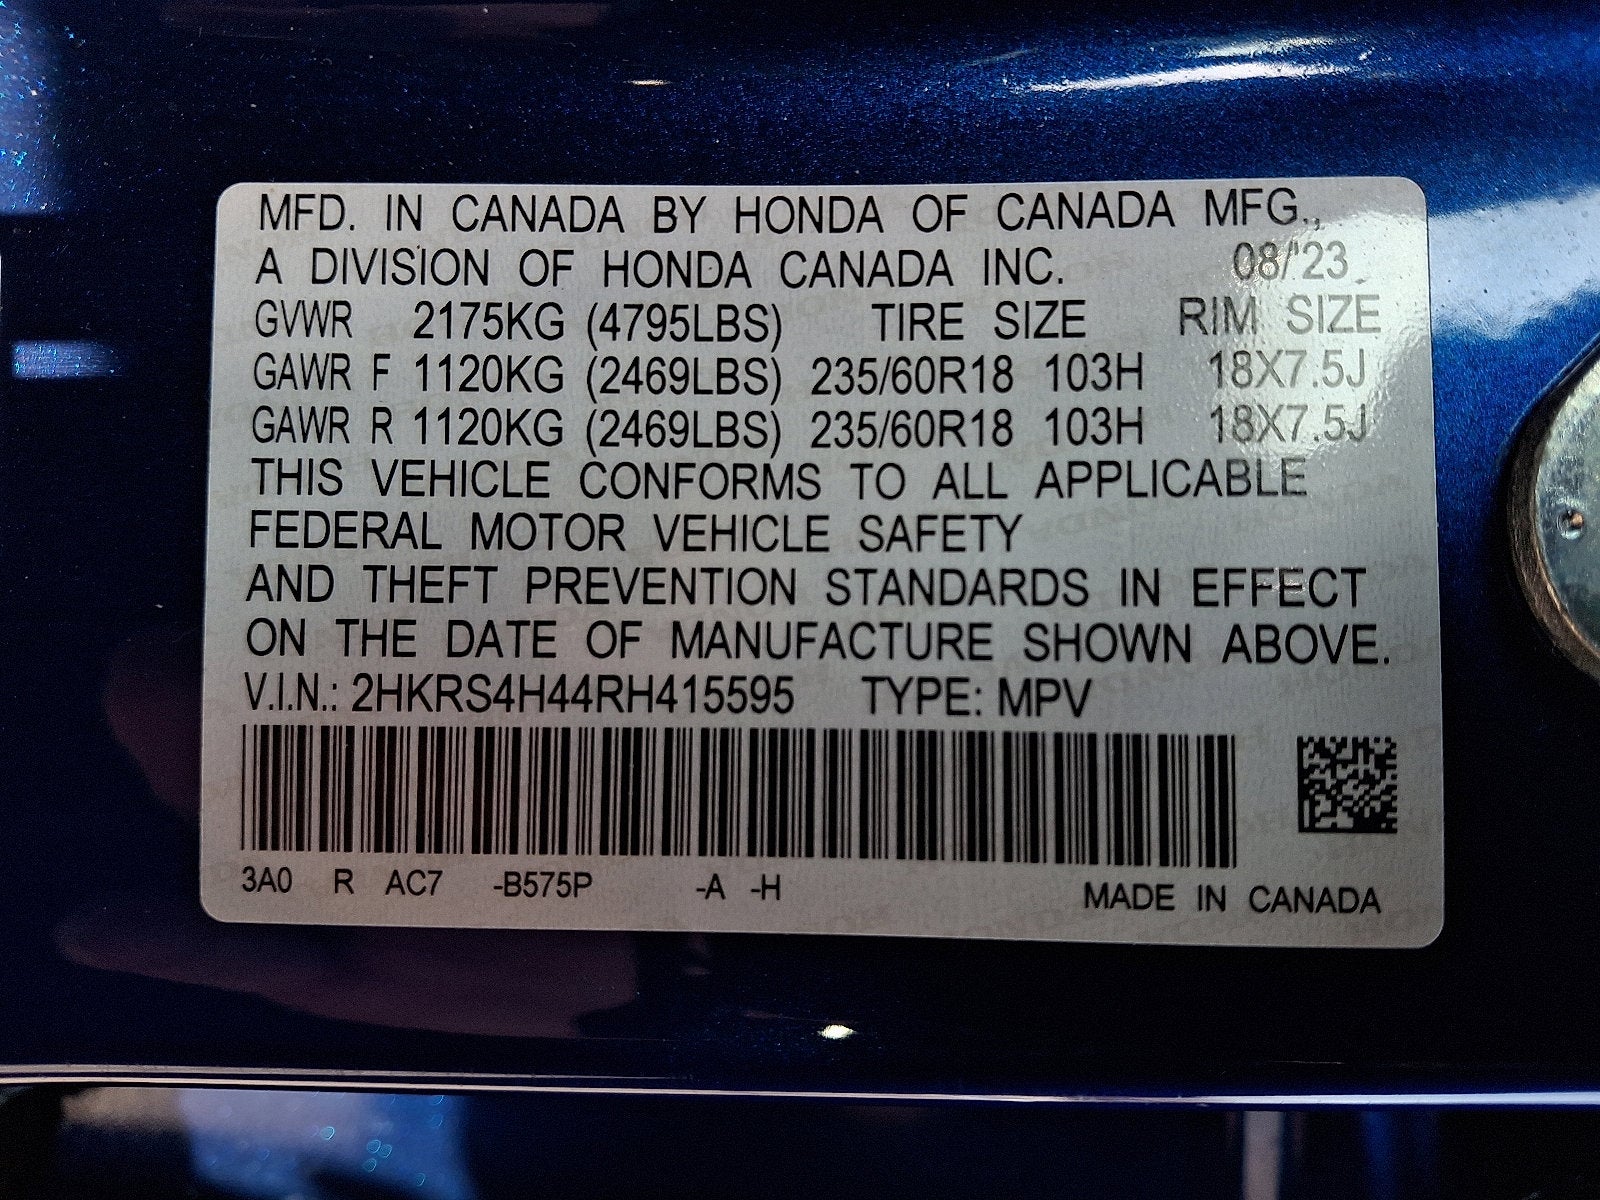 MFD. IN CANADA BY HONDA OF CANADA MFG.,
A DIVISION OF HONDA CANADA INC. 08/'23
GVWR 2175KG (4795LBS) TIRE SIZE RIM SIZE
GAWR F 1120KG (2469LBS) 235/60R18 103H 18X7.5J
GAWR R 1120KG (2469LBS) 235/60R18 103H 18X7.5J
THIS VEHICLE CONFORMS TO ALL APPLICABLE
FEDERAL MOTOR VEHICLE SAFETY
AND THEFT PREVENTION STANDARDS IN EFFECT
ON THE DATE OF MANUFACTURE SHOWN ABOVE.
V.I.N.: 2HKRS4H44RH415595 TYPE: MPV
3A0 R AC7 -B575P -A -H MADE IN CANADA